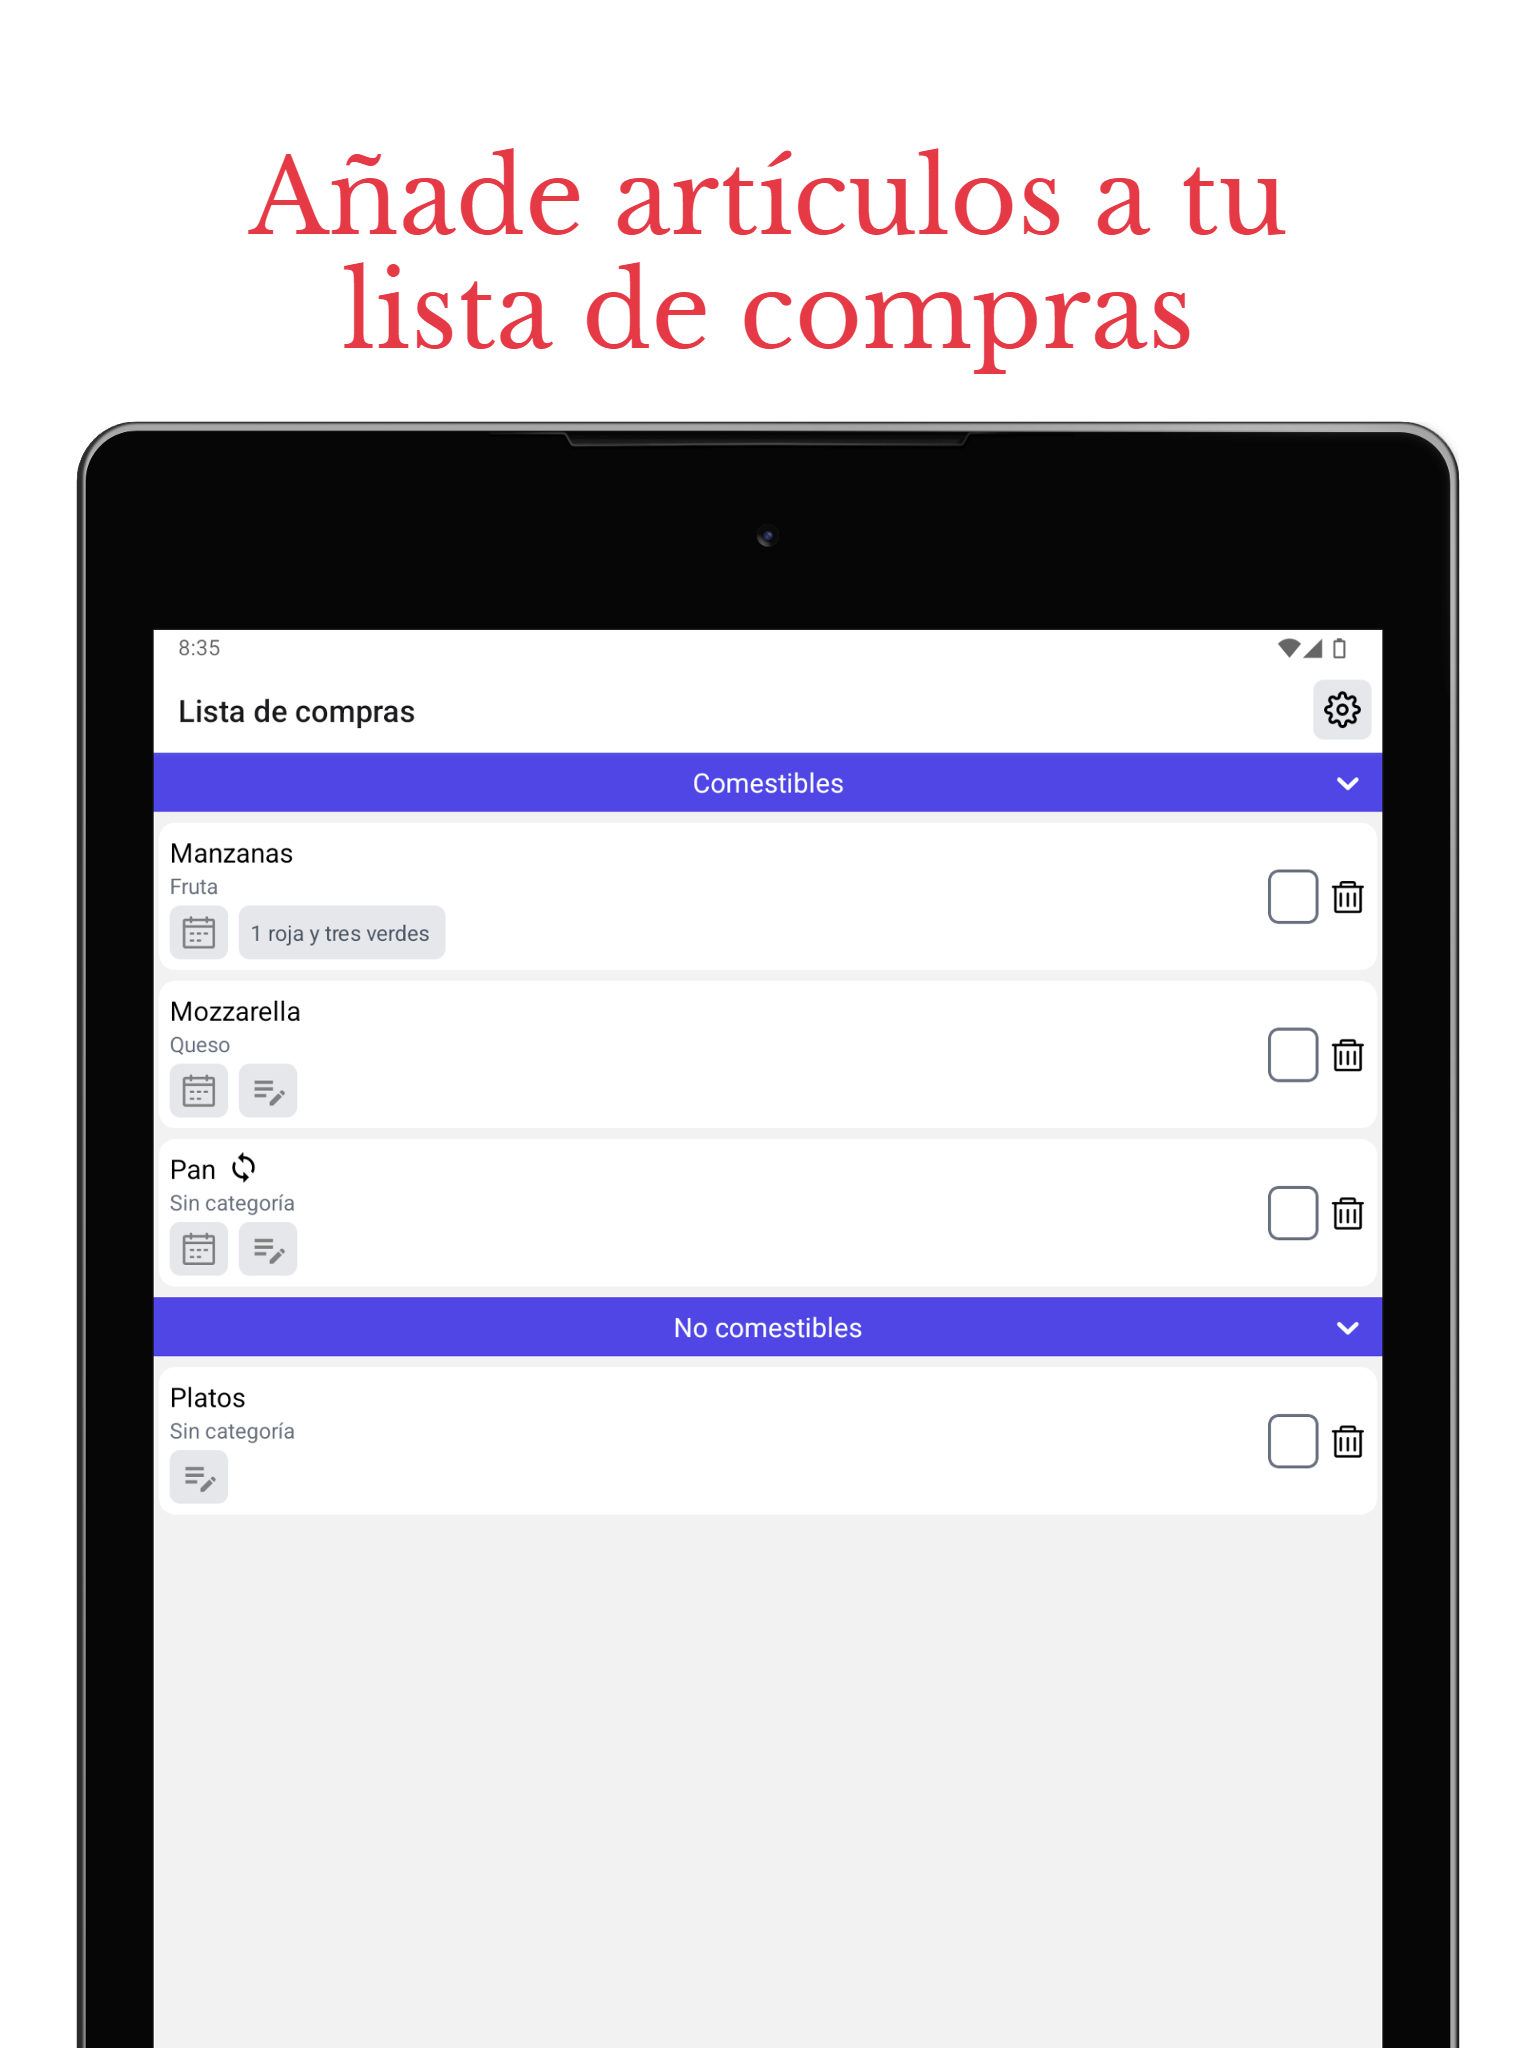 Añade artículos a tu
lista de compras
8:35
Lista de compras
Comestibles
Manzanas
Fruta
1 roja y tres verdes
Mozzarella
Queso
Pan
Sin categoría
No comestibles
Platos
Sin categoría